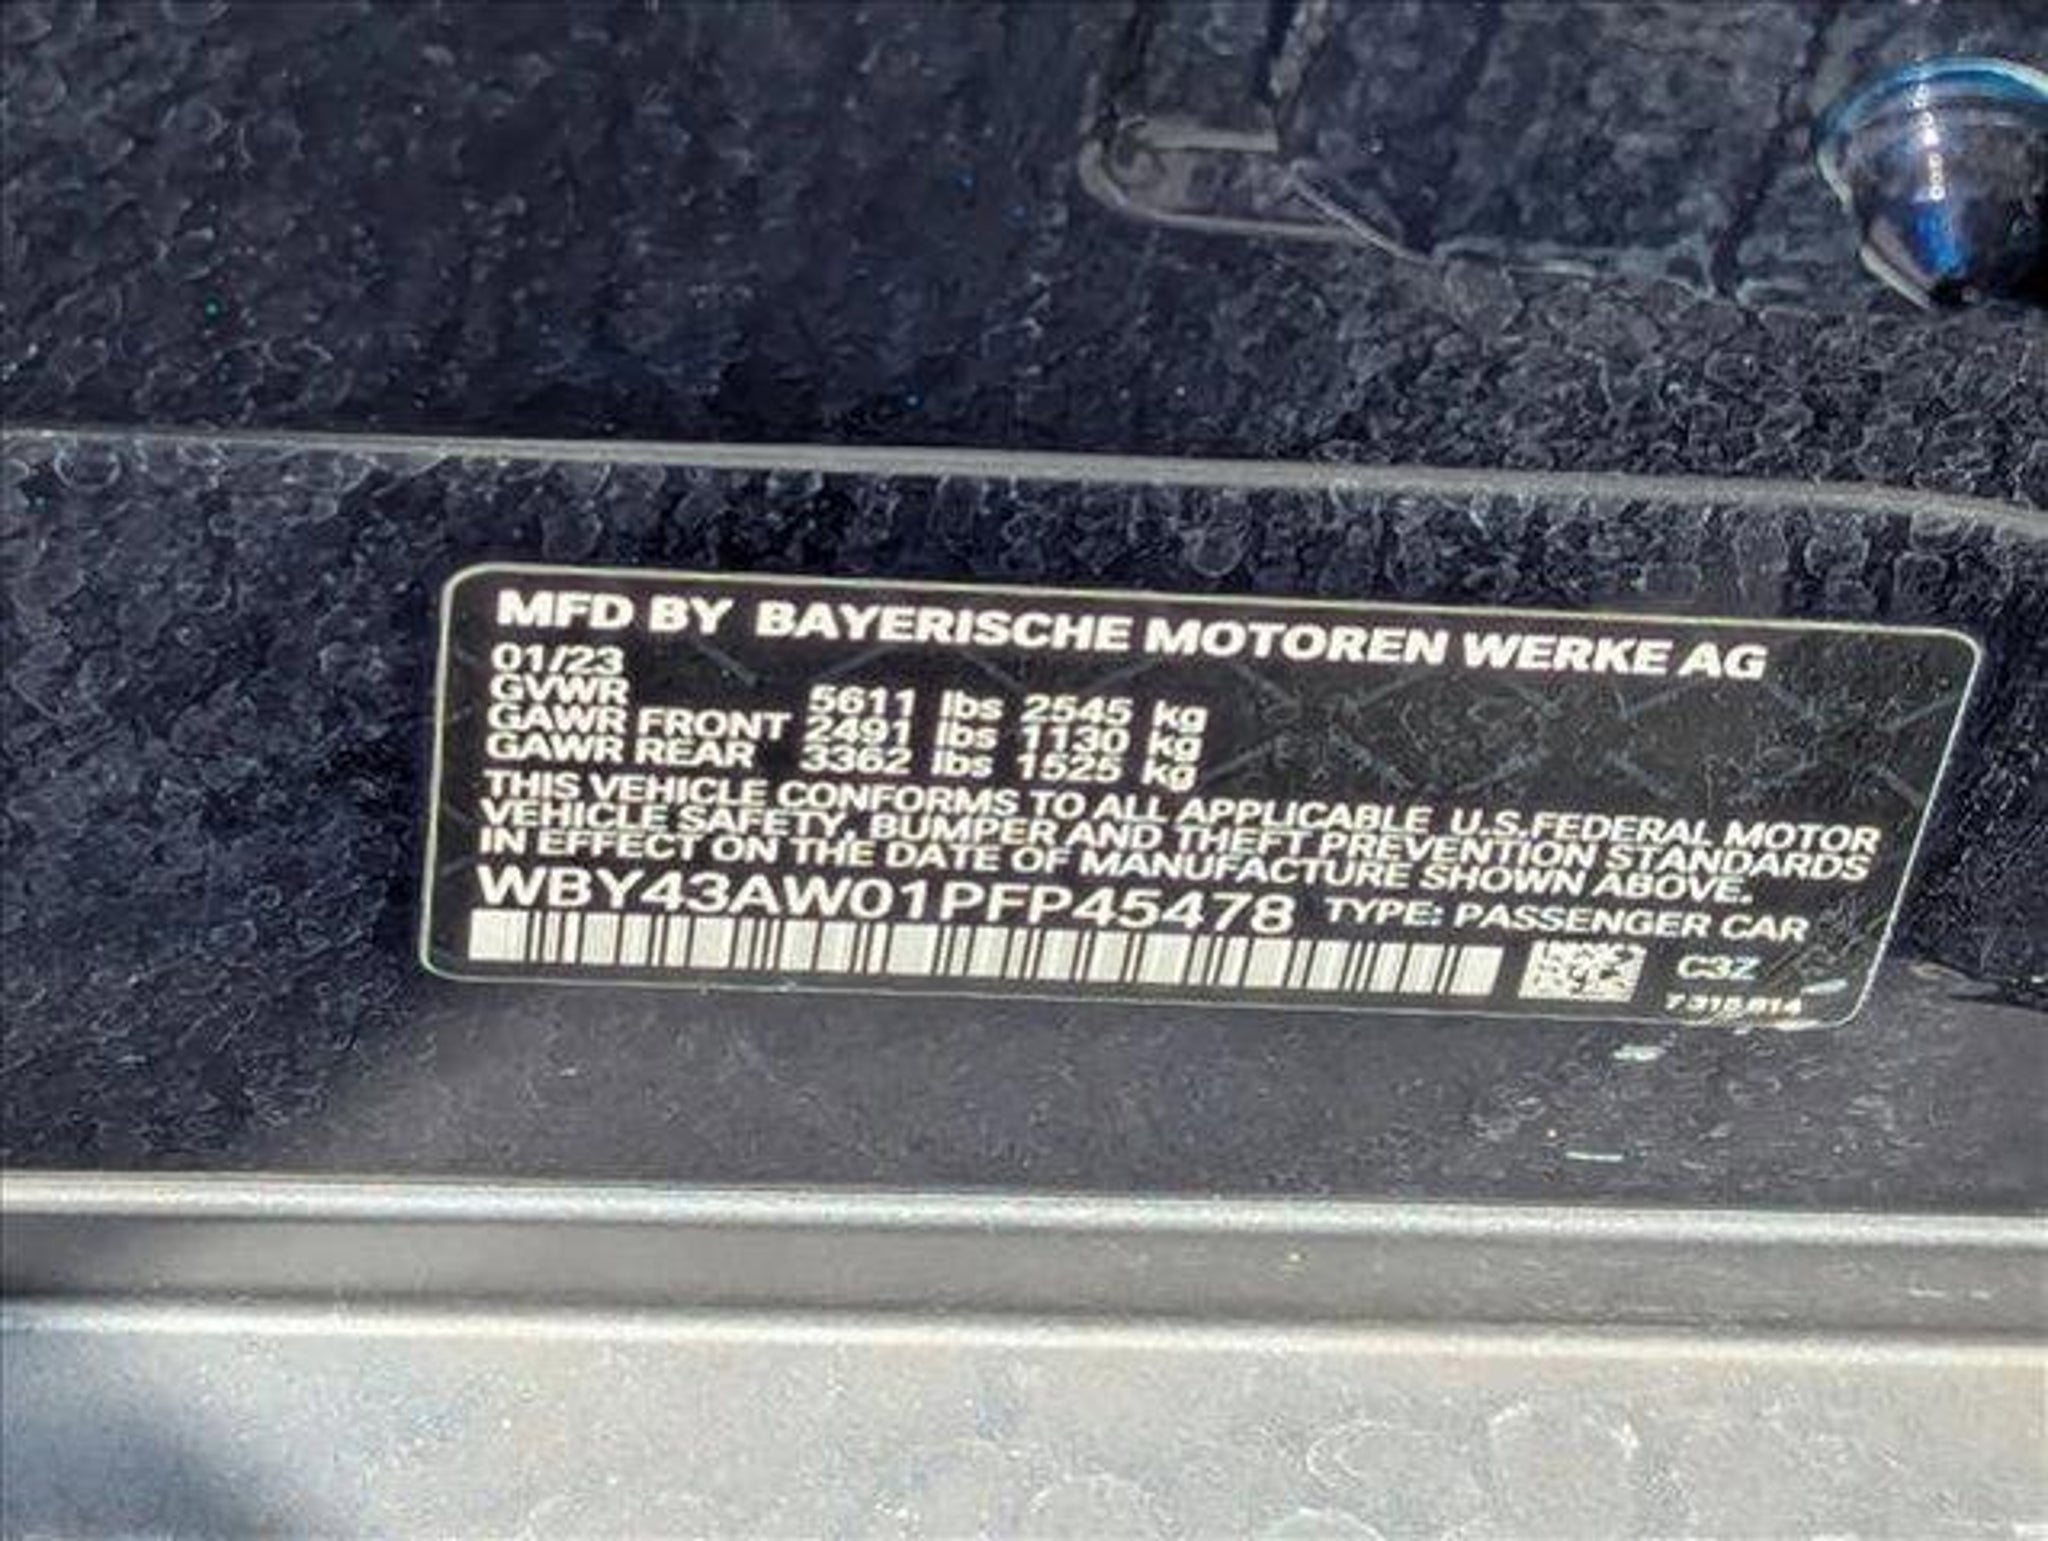 MFD BY BAYERISCHE MOTOREN WERKE AG
01/23
GVWR 5611 lbs 2545 kg
GAWR FRONT 2491 lbs 1130 kg
GAWR REAR 3362 lbs 1525 kg
THIS VEHICLE CONFORMS TO ALL APPLICABLE U.S.FEDERAL MOTOR
VEHICLE SAFETY, BUMPER AND THEFT PREVENTION STANDARDS
IN EFFECT ON THE DATE OF MANUFACTURE SHOWN ABOVE.
WBY43AW01PFP45478 TYPE: PASSENGER CAR
C3Z